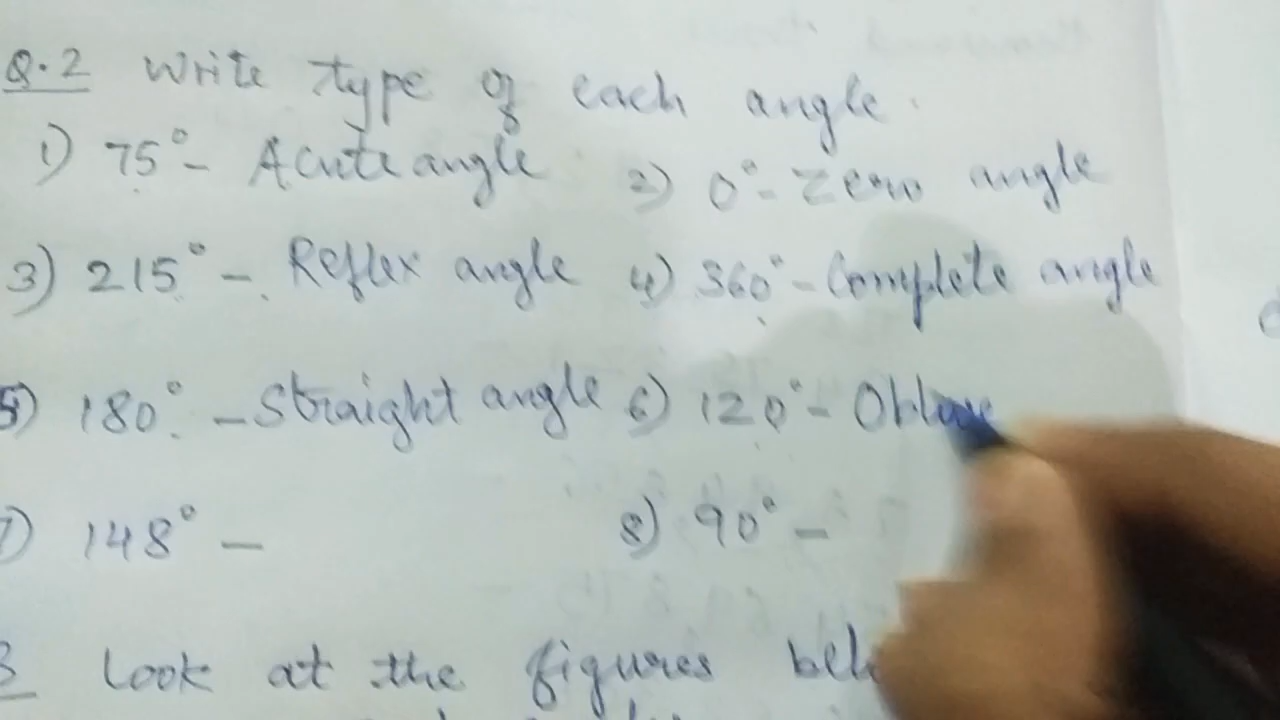 Q.2 Write type of each angle.
1) 75° - Acute angle 2) 0° - Zero angle
3) 215° - Reflex angle 4) 360° - Complete angle
5) 180° - Straight angle 6) 120° -
7) 148° - 8) 90° -
3 Look at the figures